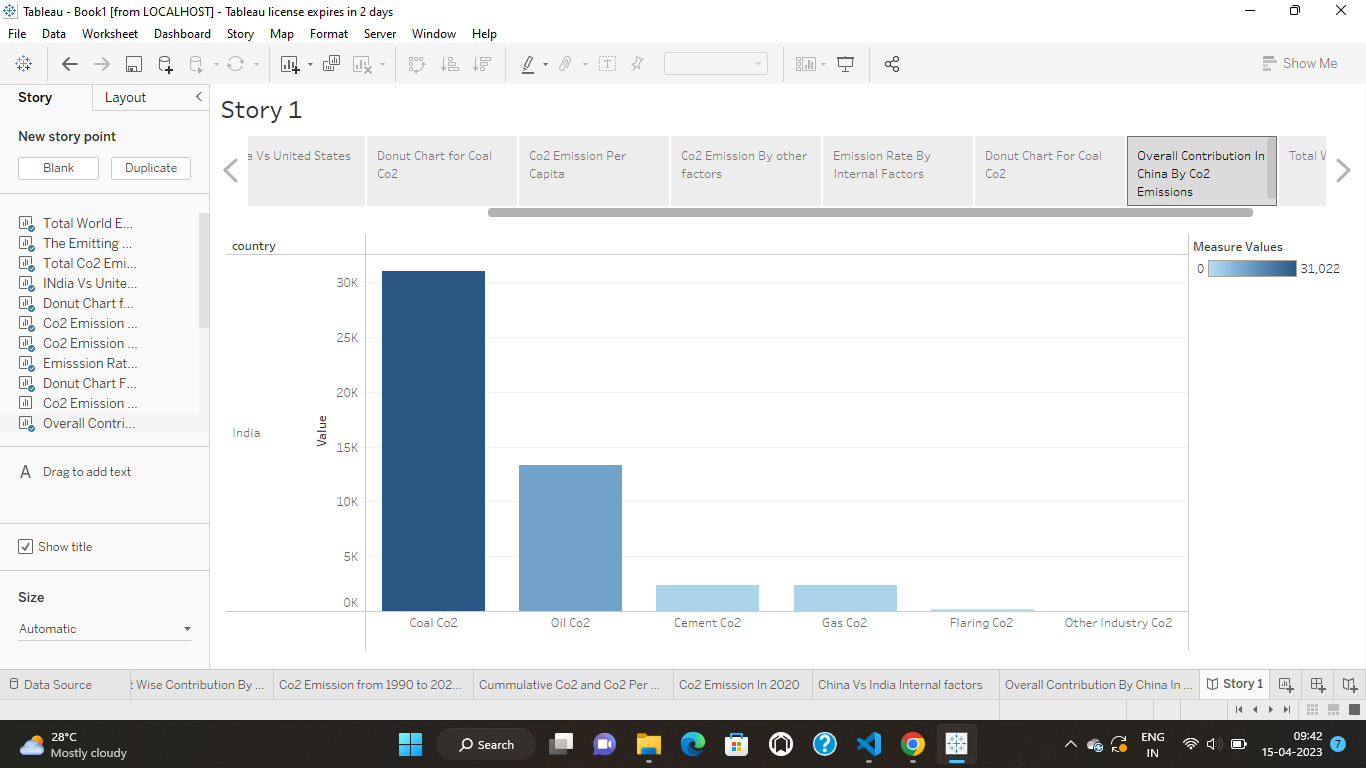 Tableau - Book1 [from LOCALHOST] - Tableau license expires in 2 days
File Data Worksheet Dashboard Story Map Format Server Window Help
Show Me
Story Layout
New story point
Blank Duplicate
Total World E...
The Emitting ...
Total Co2 Emi...
INdia Vs Unite...
Donut Chart f...
Co2 Emission ...
Co2 Emission ...
Emisssion Rat...
Donut Chart F...
Co2 Emission ...
Overall Contri...
A Drag to add text
Show title
Size
Automatic
Story 1
a Vs United States
Donut Chart for Coal
Co2
Co2 Emission Per
Capita
Co2 Emission By other
factors
Emission Rate By
Internal Factors
Donut Chart For Coal
Co2
Overall Contribution In
China By Co2
Emissions
Total
country
India
Value
30K
25K
20K
15K
10K
5K
0K
Coal Co2 Oil Co2 Cement Co2 Gas Co2 Flaring Co2 Other Industry Co2
Measure Values
0 31,022
Data Source t Wise Contribution By ... Co2 Emission from 1990 to 202... Cummulative Co2 and Co2 Per ... Co2 Emission In 2020 China Vs India Internal factors Overall Contribution By China In ... Story 1
28°C
Mostly cloudy
Search
ENG
IN
09:42
15-04-2023
7